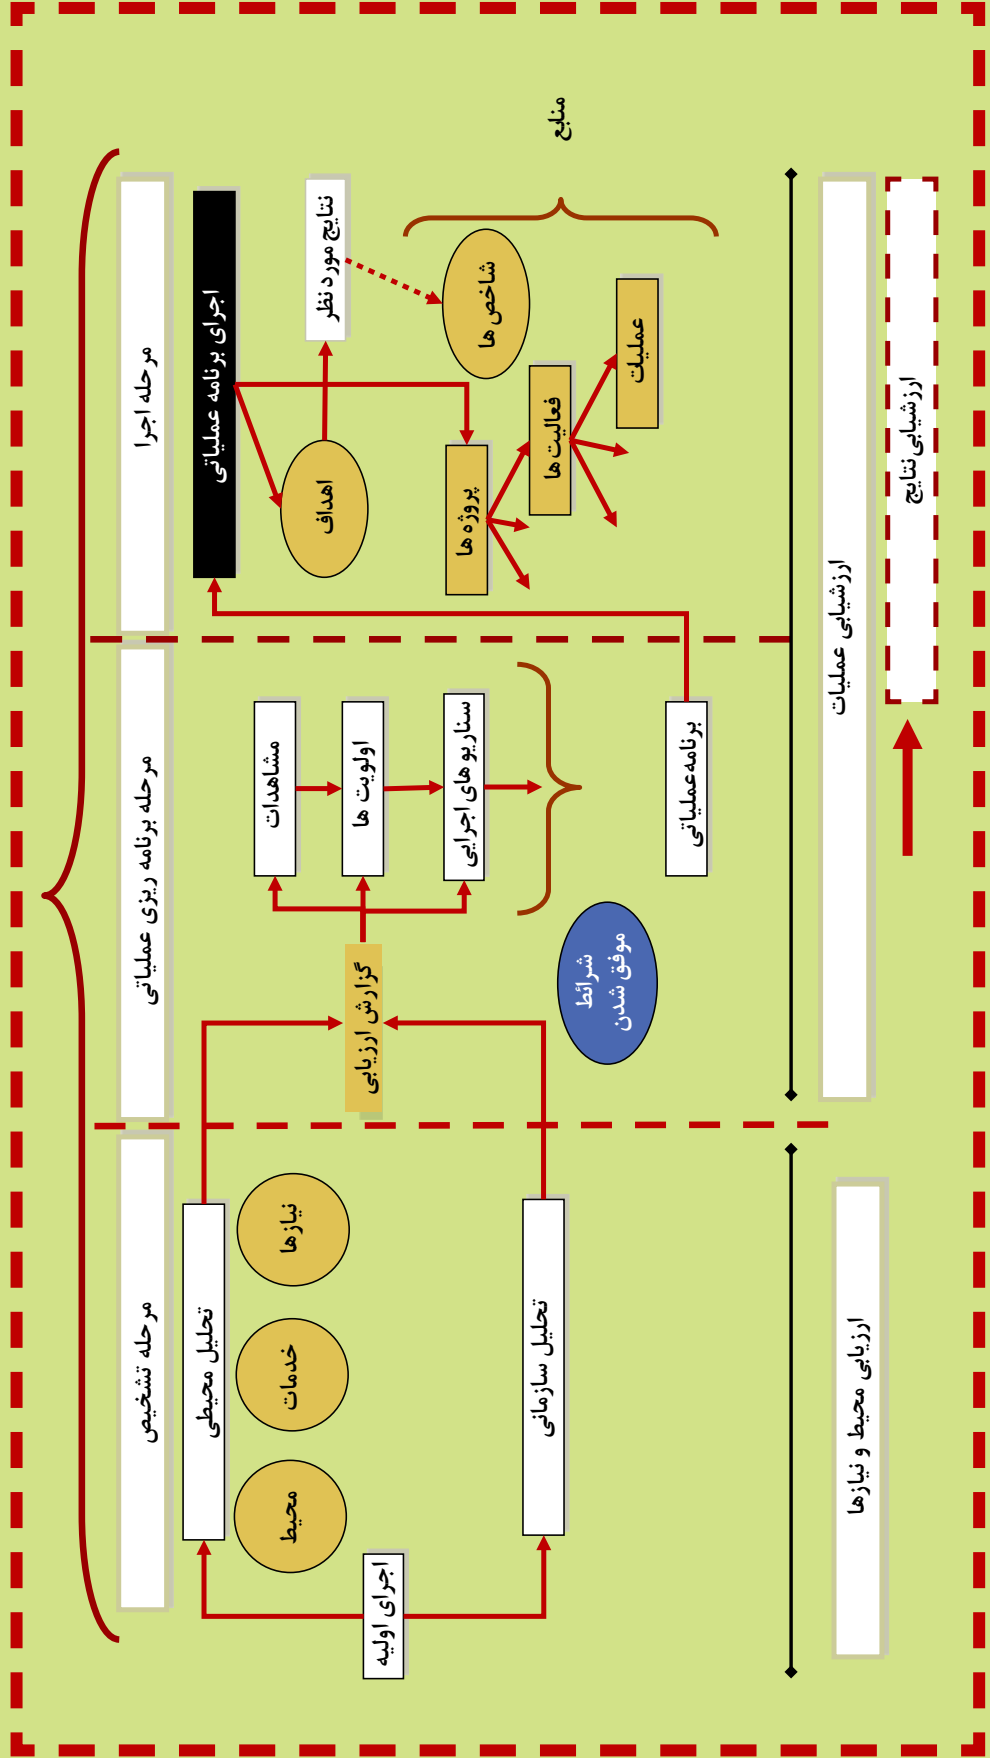 مرحله تشخیص
مرحله برنامه ریزی عملیاتی
مرحله اجرا
تحلیل محیطی
محیط
خدمات
نیازها
اجرای اولیه
تحلیل سازمانی
گزارش ارزیابی
مشاهدات
اولویت ها
سناریو های اجرایی
شرائط
موفق شدن
برنامه عملیاتی
اجرای برنامه عملیاتی
اهداف
نتایج مورد نظر
شاخص ها
پروژه ها
فعالیت ها
عملیات
منابع
ارزیابی محیط و نیازها
ارزشیابی عملیات
ارزشیابی نتایج